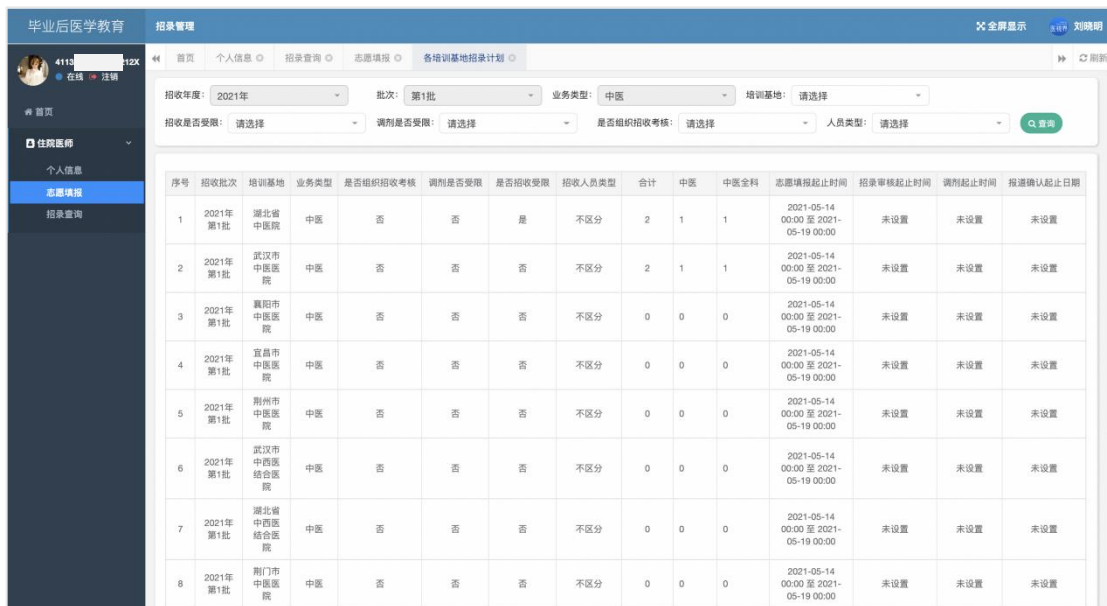 毕业后医学教育
招录管理
全屏显示
刘晓明
4113
212X
在线 注销
首页 个人信息 招录查询 志愿填报 各培训基地招录计划
刷新
首页
住院医师
个人信息
志愿填报
招录查询
招收年度: 2021年 批次: 第1批 业务类型: 中医 培训基地: 请选择
招收是否受限: 请选择 调剂是否受限: 请选择 是否组织招收考核: 请选择 人员类型: 请选择 查询
序号 招收批次 培训基地 业务类型 是否组织招收考核 调剂是否受限 是否招收受限 招收人员类型 合计 中医 中医全科 志愿填报起止时间 招录审核起止时间 调剂起止时间 报道确认起止日期
1 2021年第1批 湖北省中医院 中医 否 否 是 不区分 2 1 1 2021-05-14 00:00 至 2021-05-19 00:00 未设置 未设置 未设置
2 2021年第1批 武汉市中医医院 中医 否 否 否 不区分 2 1 1 2021-05-14 00:00 至 2021-05-19 00:00 未设置 未设置 未设置
3 2021年第1批 襄阳市中医医院 中医 否 否 否 不区分 0 0 0 2021-05-14 00:00 至 2021-05-19 00:00 未设置 未设置 未设置
4 2021年第1批 宜昌市中医医院 中医 否 否 否 不区分 0 0 0 2021-05-14 00:00 至 2021-05-19 00:00 未设置 未设置 未设置
5 2021年第1批 荆州市中医医院 中医 否 否 否 不区分 0 0 0 2021-05-14 00:00 至 2021-05-19 00:00 未设置 未设置 未设置
6 2021年第1批 武汉市中西医结合医院 中医 否 否 否 不区分 0 0 0 2021-05-14 00:00 至 2021-05-19 00:00 未设置 未设置 未设置
7 2021年第1批 湖北省中西医结合医院 中医 否 否 否 不区分 0 0 0 2021-05-14 00:00 至 2021-05-19 00:00 未设置 未设置 未设置
8 2021年第1批 荆门市中医医院 中医 否 否 否 不区分 0 0 0 2021-05-14 00:00 至 2021-05-19 00:00 未设置 未设置 未设置